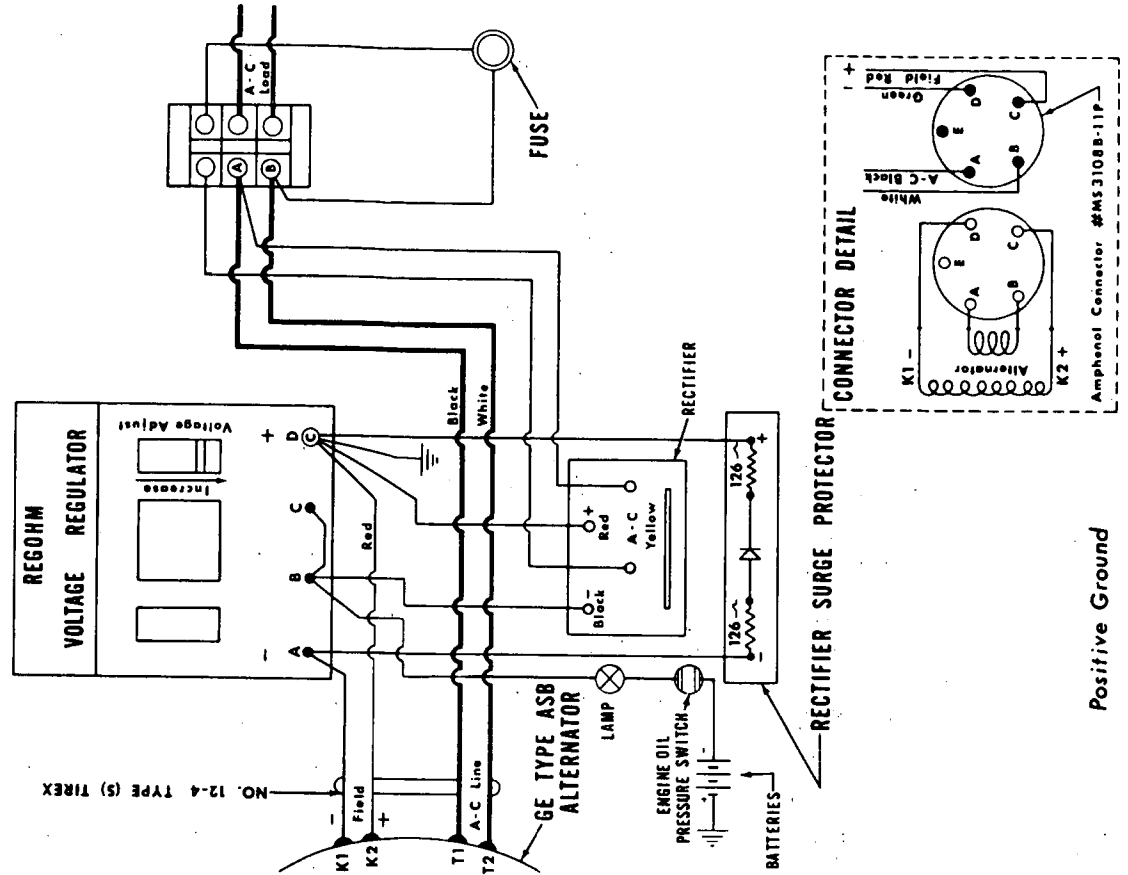 A-C
Load
A
B
FUSE
REGOHM
VOLTAGE REGULATOR
Voltage Adjust
Increase
+
D
C
C
B
A
-
Red
Black
White
RECTIFIER
+
Red
A-C
Yellow
-
Black
126
+
126
-
RECTIFIER SURGE PROTECTOR
LAMP
ENGINE OIL
PRESSURE SWITCH
-
+
BATTERIES
GE TYPE ASB
ALTERNATOR
NO. 12-4 TYPE (S) TIREX
-
Field
+
A-C Line
K1
K2
T1
T2
CONNECTOR DETAIL
+
-
Field Red
Green
A-C Black
White
D
E
C
A
B
D
E
C
A
B
K1 -
Alternator
K2 +
Amphenol Connector #MS3108B-11P
Positive Ground